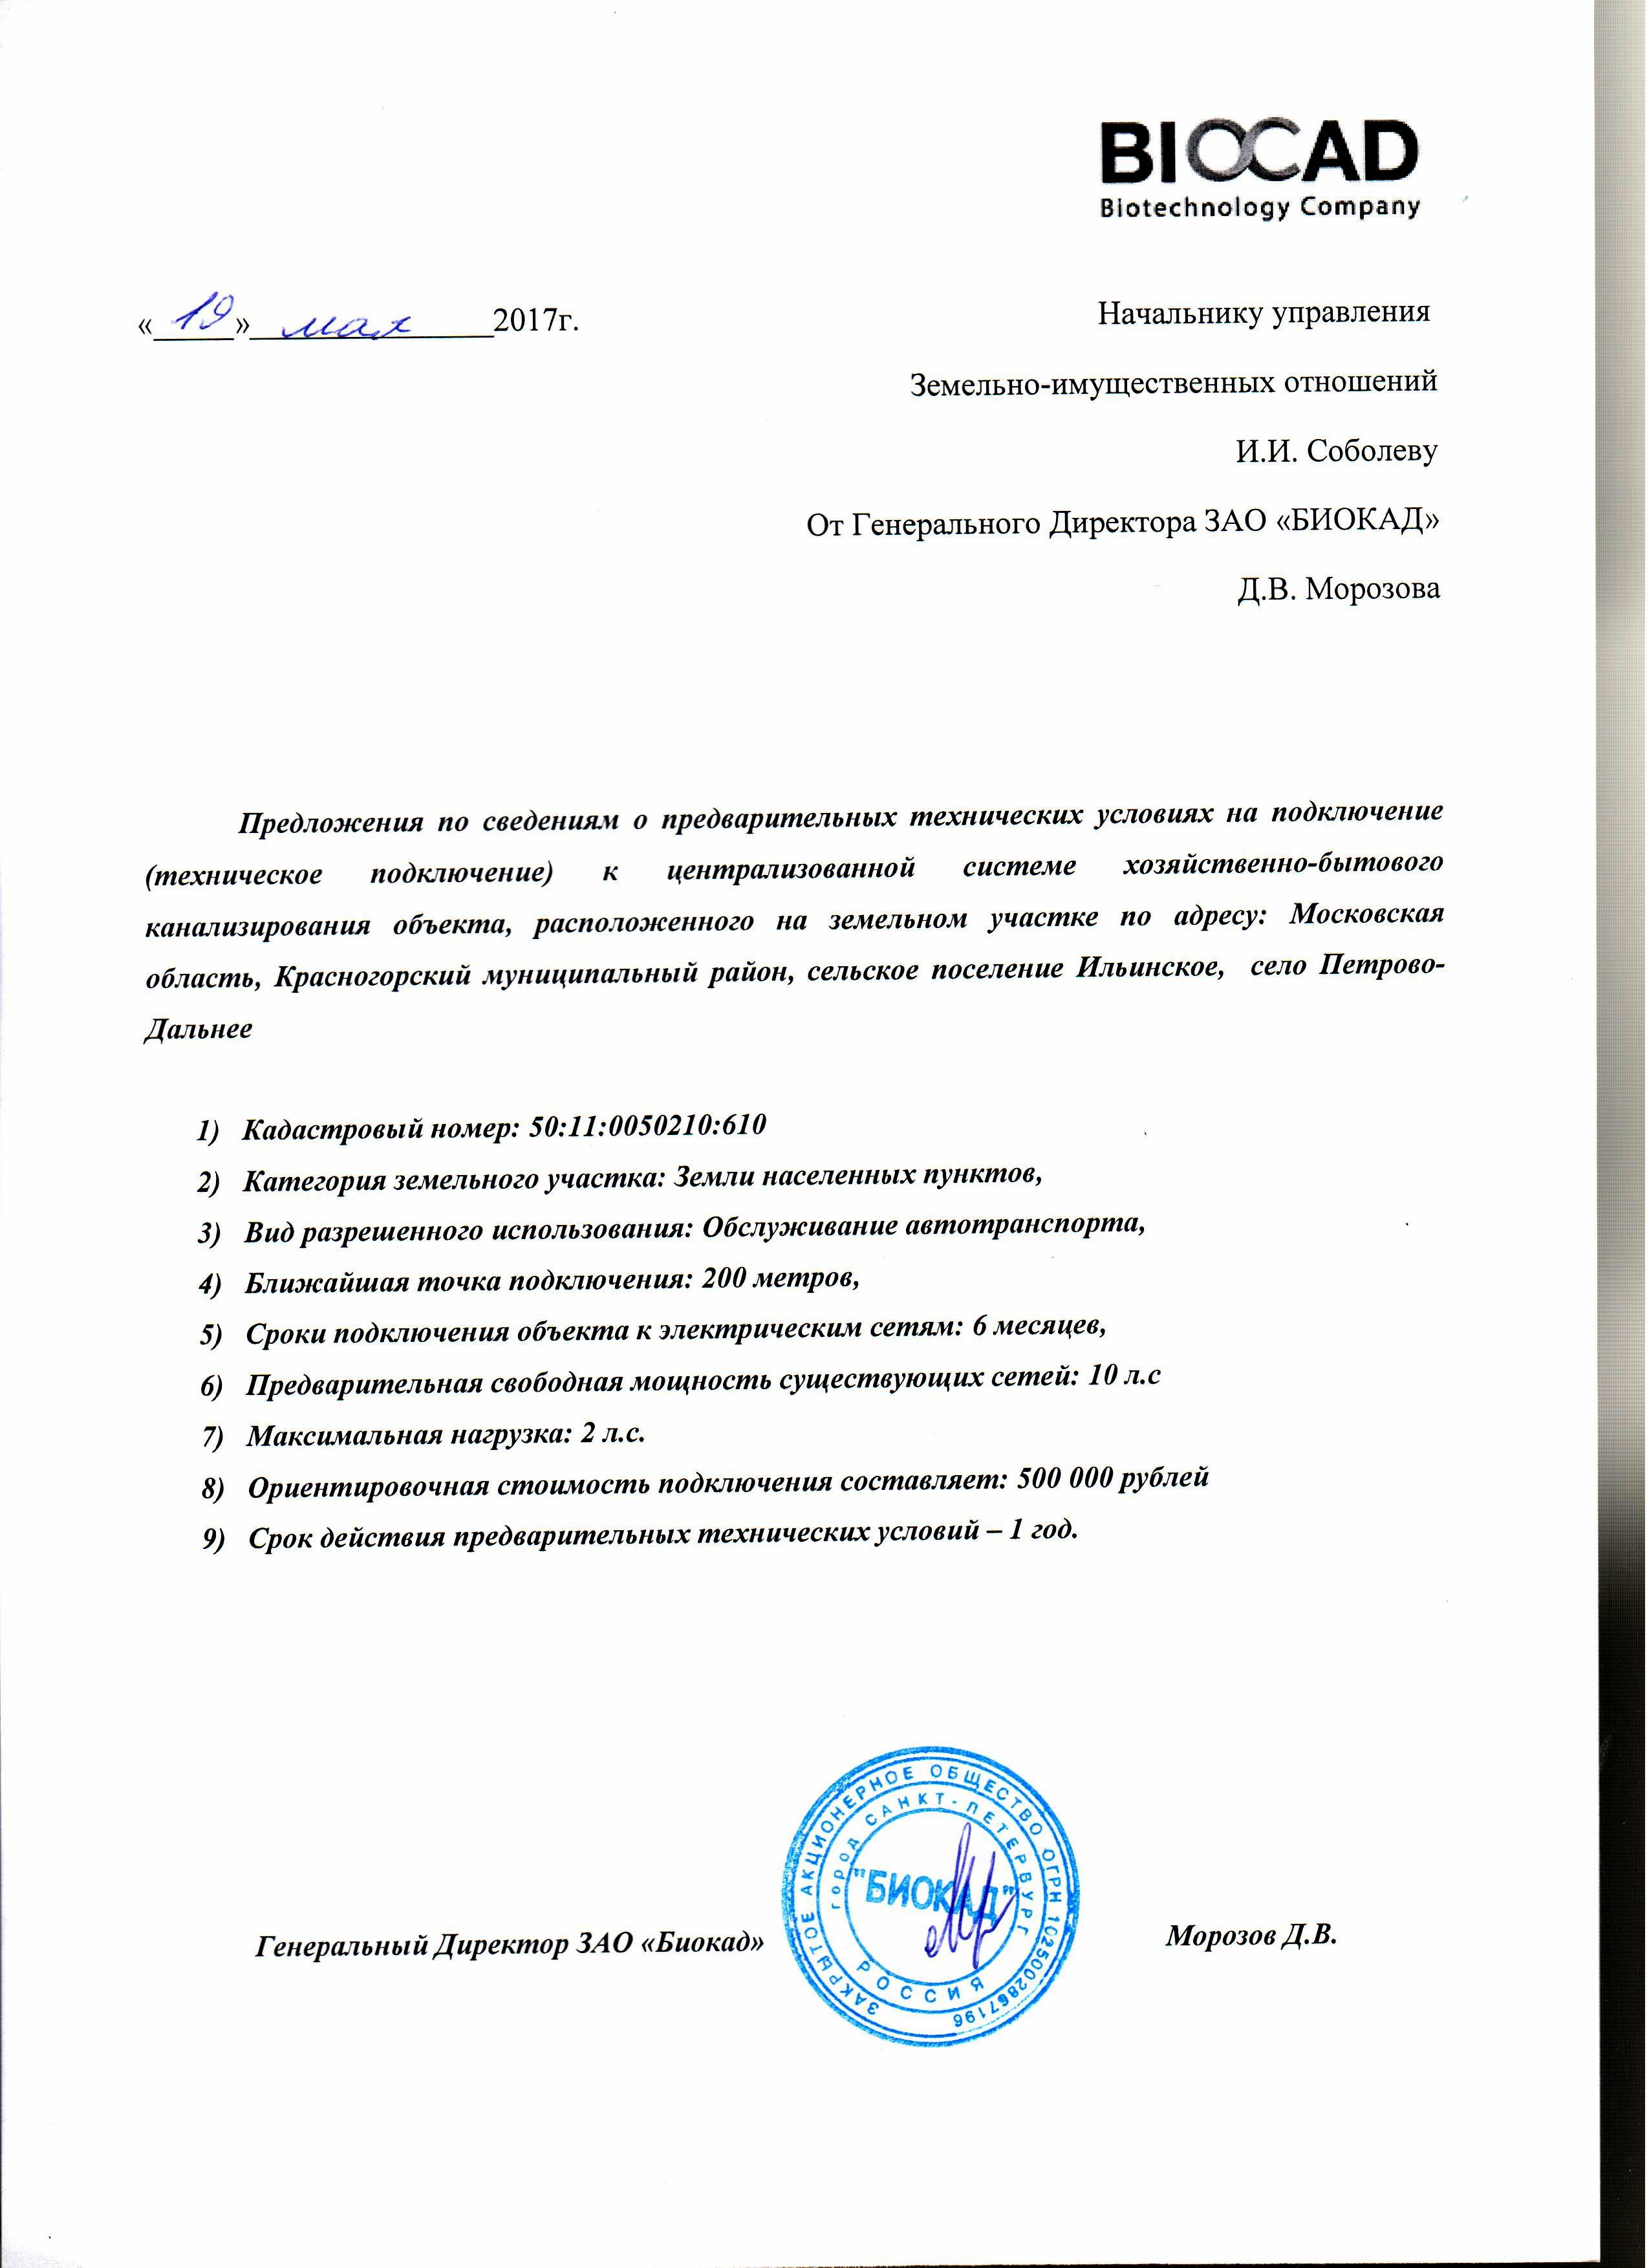 BIOCAD
Biotechnology Company
«19» мая 2017г.
Начальнику управления
Земельно-имущественных отношений
И.И. Соболеву
От Генерального Директора ЗАО «БИОКАД»
Д.В. Морозова
Предложения по сведениям о предварительных технических условиях на подключение
(техническое подключение) к централизованной системе хозяйственно-бытового
канализирования объекта, расположенного на земельном участке по адресу: Московская
область, Красногорский муниципальный район, сельское поселение Ильинское, село Петрово-
Дальнее
1) Кадастровый номер: 50:11:0050210:610
2) Категория земельного участка: Земли населенных пунктов,
3) Вид разрешенного использования: Обслуживание автотранспорта,
4) Ближайшая точка подключения: 200 метров,
5) Сроки подключения объекта к электрическим сетям: 6 месяцев,
6) Предварительная свободная мощность существующих сетей: 10 л.с
7) Максимальная нагрузка: 2 л.с.
8) Ориентировочная стоимость подключения составляет: 500 000 рублей
9) Срок действия предварительных технических условий – 1 год.
Генеральный Директор ЗАО «Биокад»
ЗАКРЫТОЕ АКЦИОНЕРНОЕ ОБЩЕСТВО ОГРН 1025002867196
город САНКТ-ПЕТЕРБУРГ
"БИОКАД"
РОССИЯ
Морозов Д.В.